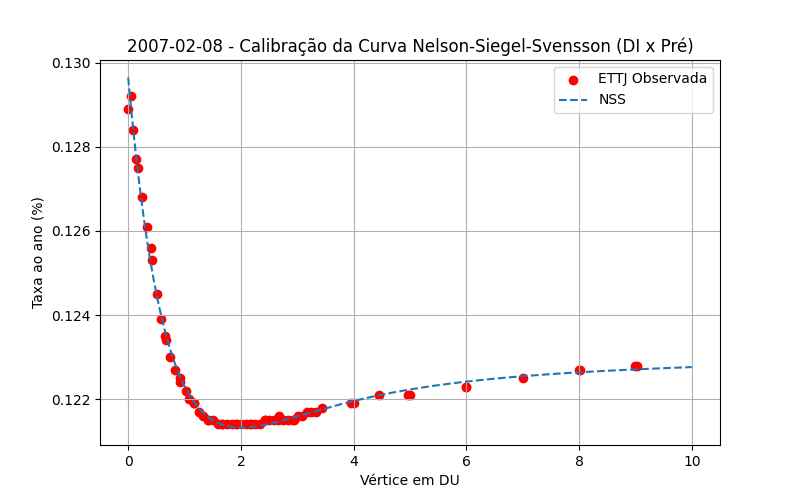 2007-02-08 - Calibração da Curva Nelson-Siegel-Svensson (DI x Pré)
ETTJ Observada
NSS
Taxa ao ano (%)
0.130
0.128
0.126
0.124
0.122
0 2 4 6 8 10
Vértice em DU